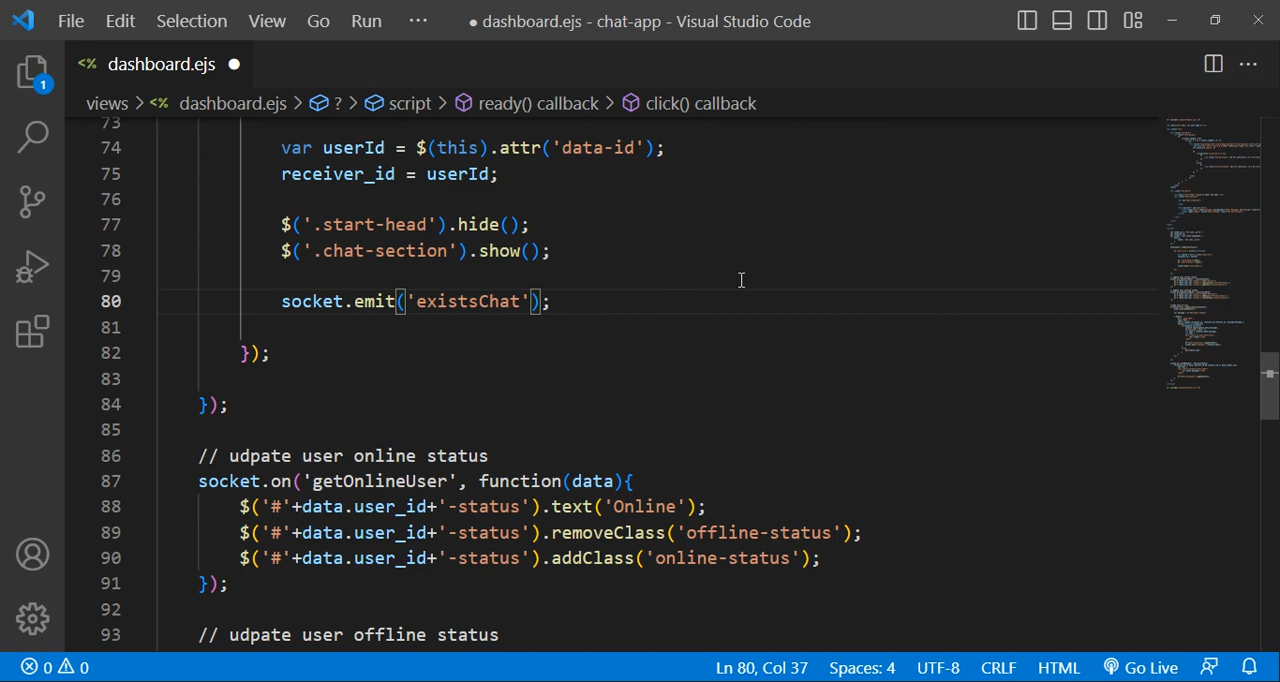 File Edit Selection View Go Run ··· ● dashboard.ejs - chat-app - Visual Studio Code
<% dashboard.ejs ●
views > <% dashboard.ejs > ? > script > ready() callback > click() callback
73
74 var userId = $(this).attr('data-id');
75 receiver_id = userId;
76
77 $('.start-head').hide();
78 $('.chat-section').show();
79
80 socket.emit('existsChat');
81
82 });
83
84 });
85
86 // udpate user online status
87 socket.on('getOnlineUser', function(data){
88 $('#'+data.user_id+'-status').text('Online');
89 $('#'+data.user_id+'-status').removeClass('offline-status');
90 $('#'+data.user_id+'-status').addClass('online-status');
91 });
92
93 // udpate user offline status
1
0 0 Ln 80, Col 37 Spaces: 4 UTF-8 CRLF HTML Go Live